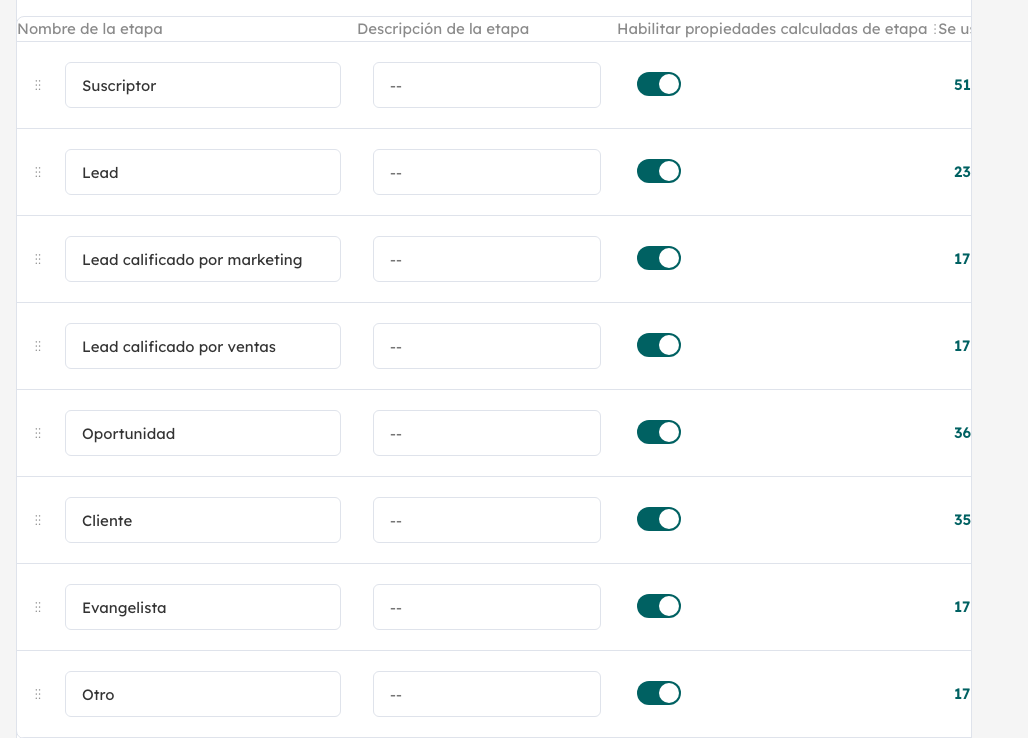 Nombre de la etapa Descripción de la etapa Habilitar propiedades calculadas de etapa Se
Suscriptor -- 51
Lead -- 23
Lead calificado por marketing -- 17
Lead calificado por ventas -- 17
Oportunidad -- 36
Cliente -- 35
Evangelista -- 17
Otro -- 17